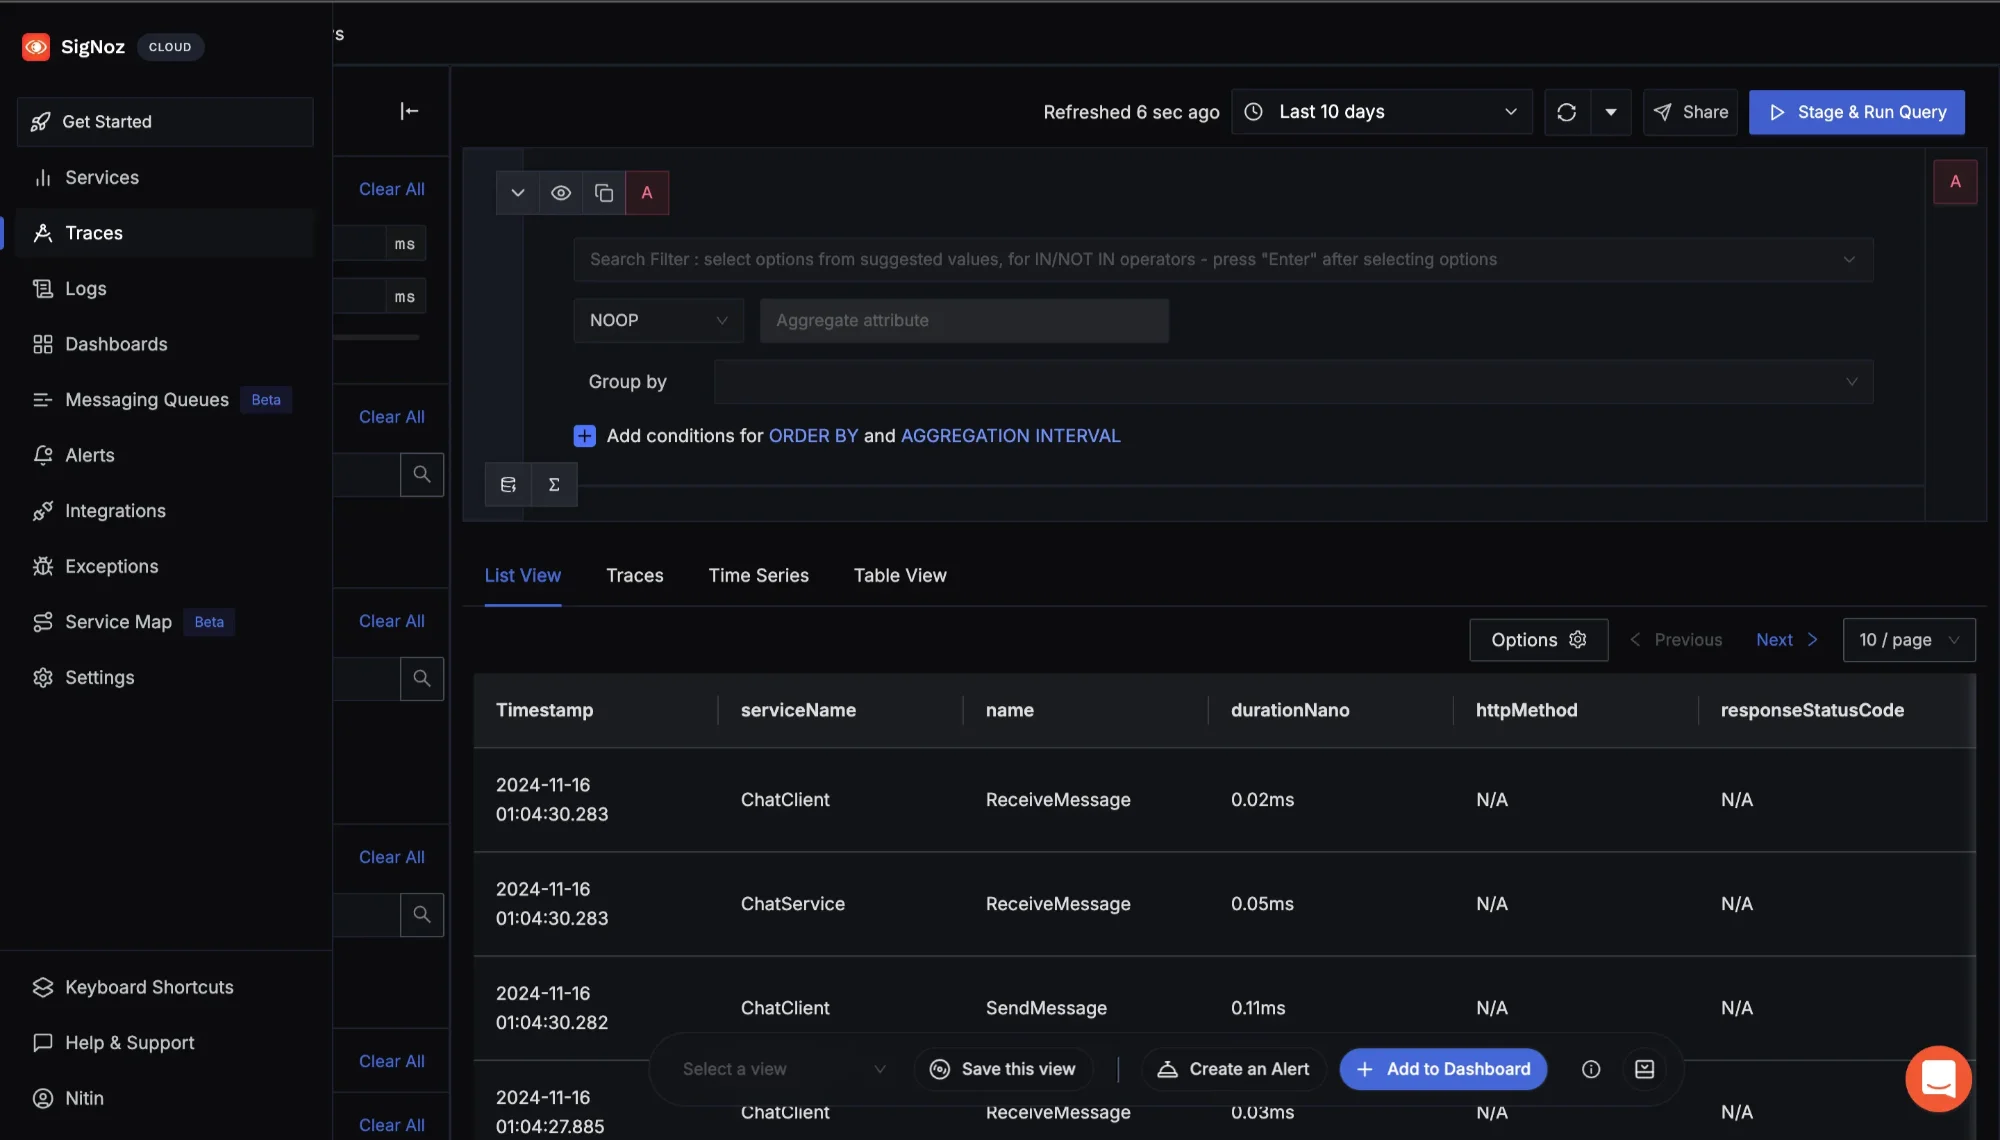 SigNoz CLOUD
's
Get Started
Services
Traces
Logs
Dashboards
Messaging Queues Beta
Alerts
Integrations
Exceptions
Service Map Beta
Settings
Keyboard Shortcuts
Help & Support
Nitin
Clear All
ms
ms
Clear All
Clear All
Clear All
Clear All
Clear All
Refreshed 6 sec ago Last 10 days Share Stage & Run Query
A A
Search Filter : select options from suggested values, for IN/NOT IN operators - press "Enter" after selecting options
NOOP Aggregate attribute
Group by
Add conditions for ORDER BY and AGGREGATION INTERVAL
Σ
List View Traces Time Series Table View
Options Previous Next 10 / page
Timestamp serviceName name durationNano httpMethod responseStatusCode
2024-11-16
01:04:30.283 ChatClient ReceiveMessage 0.02ms N/A N/A
2024-11-16
01:04:30.283 ChatService ReceiveMessage 0.05ms N/A N/A
2024-11-16
01:04:30.282 ChatClient SendMessage 0.11ms N/A N/A
Select a view Save this view Create an Alert Add to Dashboard
2024-11-16
01:04:27.885 ChatClient ReceiveMessage 0.03ms N/A N/A